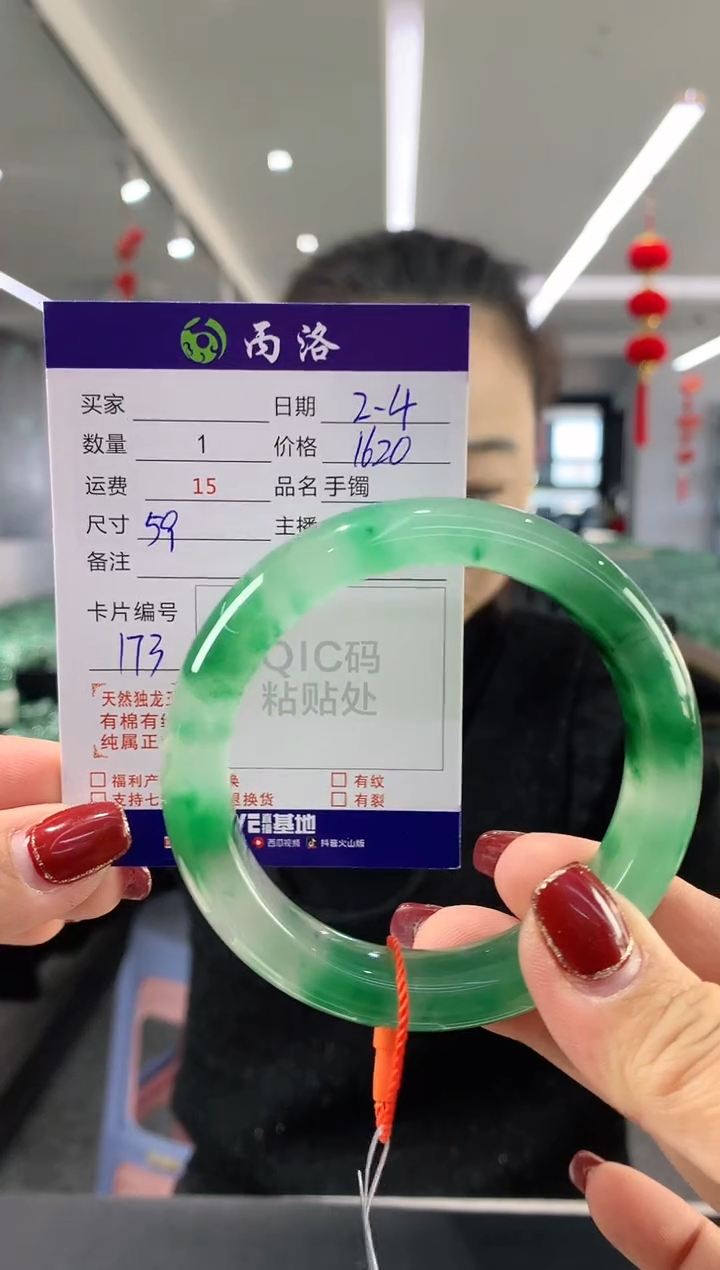 丙洛
买家
日期 2-4
数量 1
价格 1620
运费 15
品名 手镯
尺寸 59
主播
备注
卡片编号
173
QIC码
粘贴处
天然独龙
有棉有
纯属正
福利产
换
有纹
支持七
退换货
有裂
直播基地
西瓜视频
抖音火山版